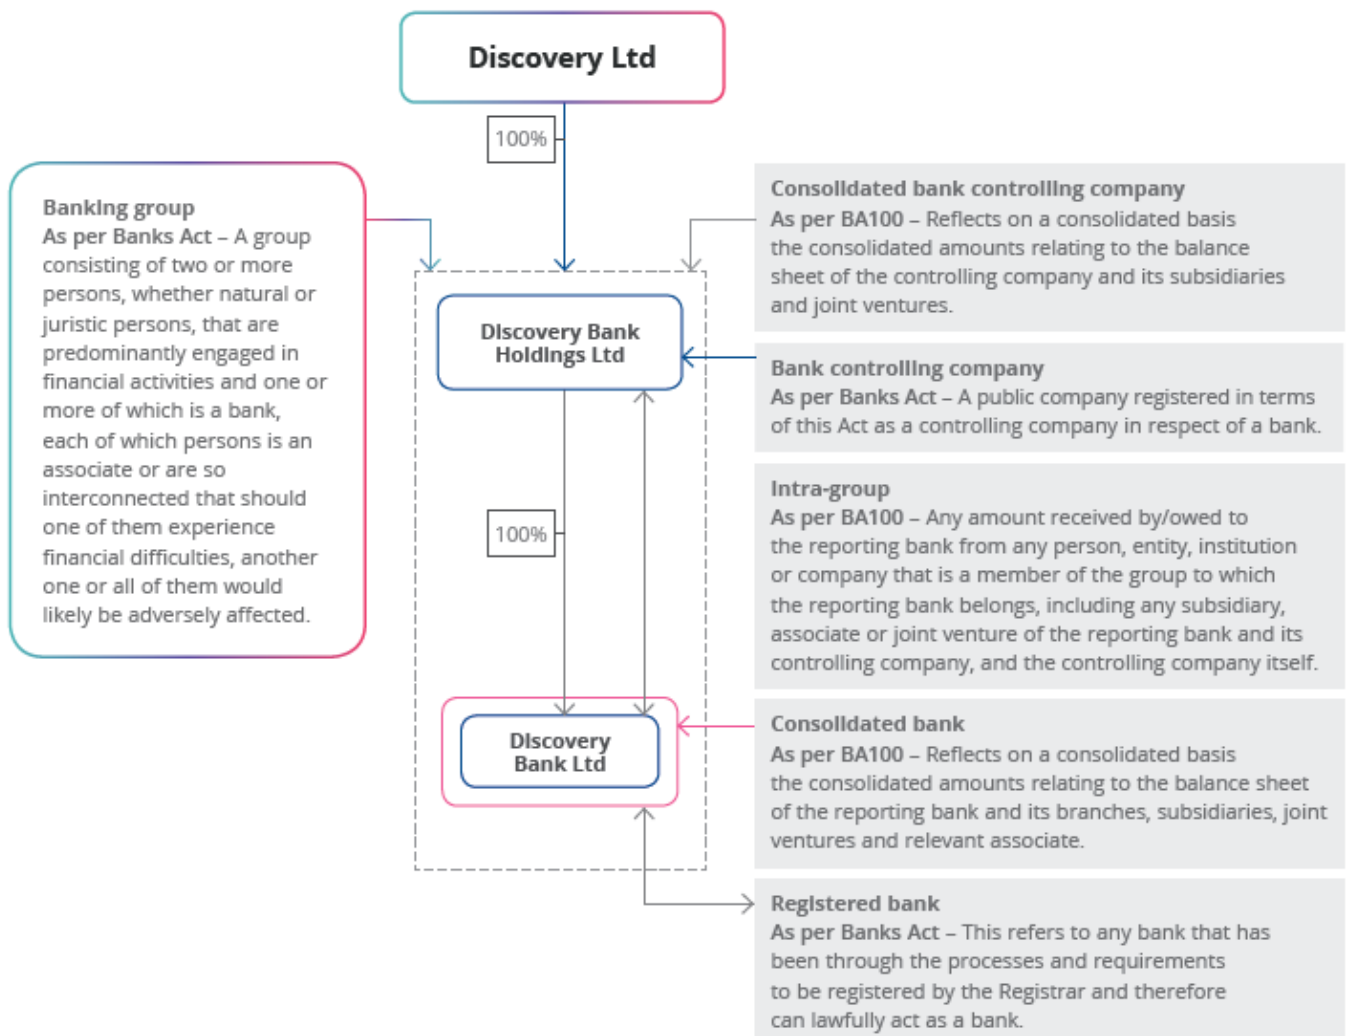 Discovery Ltd
100%
Banking group
As per Banks Act – A group
consisting of two or more
persons, whether natural or
juristic persons, that are
predominantly engaged in
financial activities and one or
more of which is a bank,
each of which persons is an
associate or are so
interconnected that should
one of them experience
financial difficulties, another
one or all of them would
likely be adversely affected.
Discovery Bank
Holdings Ltd
100%
Discovery
Bank Ltd
Consolidated bank controlling company
As per BA100 – Reflects on a consolidated basis
the consolidated amounts relating to the balance
sheet of the controlling company and its subsidiaries
and joint ventures.
Bank controlling company
As per Banks Act – A public company registered in terms
of this Act as a controlling company in respect of a bank.
Intra-group
As per BA100 – Any amount received by/owed to
the reporting bank from any person, entity, institution
or company that is a member of the group to which
the reporting bank belongs, including any subsidiary,
associate or joint venture of the reporting bank and its
controlling company, and the controlling company itself.
Consolidated bank
As per BA100 – Reflects on a consolidated basis
the consolidated amounts relating to the balance sheet
of the reporting bank and its branches, subsidiaries, joint
ventures and relevant associate.
Registered bank
As per Banks Act – This refers to any bank that has
been through the processes and requirements
to be registered by the Registrar and therefore
can lawfully act as a bank.